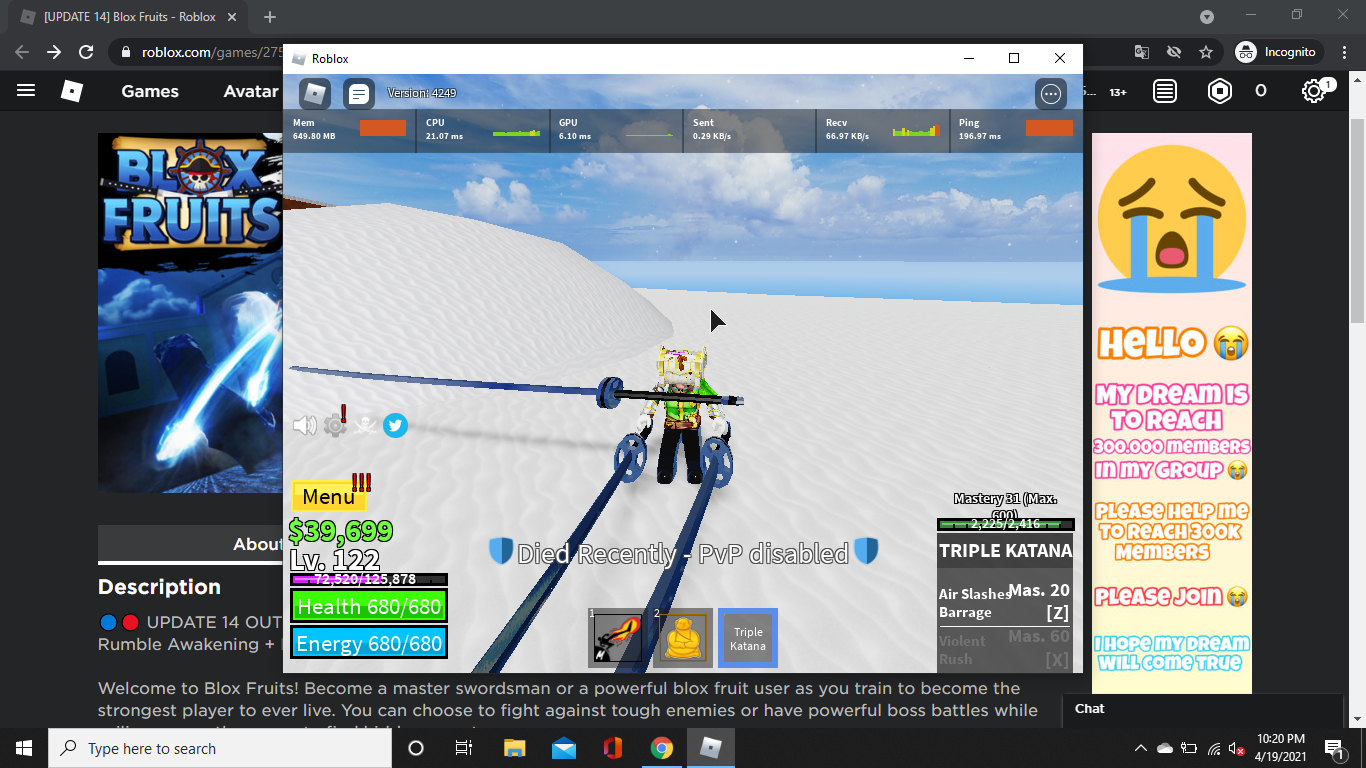 [UPDATE 14] Blox Fruits - Roblox
roblox.com/games/275
Incognito
Games
Avatar
13+
0
1
Roblox
Version: 4249
Mem
649.80 MB
CPU
21.07 ms
GPU
6.10 ms
Sent
0.29 KB/s
Recv
66.97 KB/s
Ping
196.97 ms
BLOX
FRUITS
HELLO
MY DREAM IS
TO REACH
300.000 MEMBERS
IN MY GROUP
PLEASE HELP ME
TO REACH 300K
MEMBERS
PLEASE JOIN
I HOPE MY DREAM
WILL COME TRUE
!
Menu
!!!
$39,699
Lv. 122
72,520/125,878
Health 680/680
Energy 680/680
Died Recently - PvP disabled
1
2
Triple
Katana
Mastery 31 (Max.
600)
2,225/2,416
TRIPLE KATANA
Air Slashes
Barrage
Mas. 20
[Z]
Violent
Rush
Mas. 60
[X]
About
Description
UPDATE 14 OUT
Rumble Awakening +
Welcome to Blox Fruits! Become a master swordsman or a powerful blox fruit user as you train to become the
strongest player to ever live. You can choose to fight against tough enemies or have powerful boss battles while
Chat
Type here to search
10:20 PM
4/19/2021
1